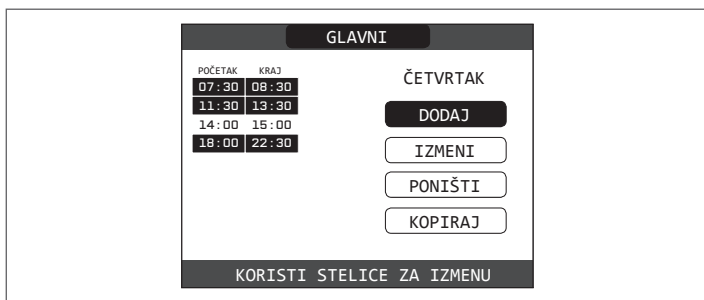 GLAVNI
POČETAK KRAJ
07:30 08:30
11:30 13:30
14:00 15:00
18:00 22:30
ČETVRTAK
DODAJ
IZMENI
PONIŠTI
KOPIRAJ
KORISTI STELICE ZA IZMENU